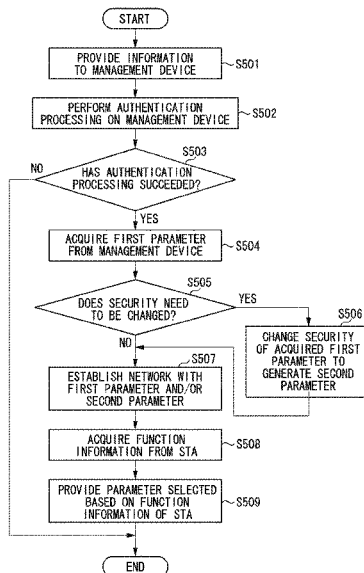 START
PROVIDE INFORMATION
TO MANAGEMENT DEVICE
S501
PERFORM AUTHENTICATION
PROCESSING ON MANAGEMENT DEVICE
S502
S503
NO
HAS AUTHENTICATION
PROCESSING SUCCEEDED?
YES
ACQUIRE FIRST PARAMETER
FROM MANAGEMENT DEVICE
S504
S505
DOES SECURITY NEED
TO BE CHANGED?
YES
NO
S506
CHANGE SECURITY
OF ACQUIRED FIRST
PARAMETER TO
GENERATE SECOND
PARAMETER
S507
ESTABLISH NETWORK WITH
FIRST PARAMETER AND/OR
SECOND PARAMETER
ACQUIRE FUNCTION
INFORMATION FROM STA
S508
PROVIDE PARAMETER SELECTED
BASED ON FUNCTION
INFORMATION OF STA
S509
END